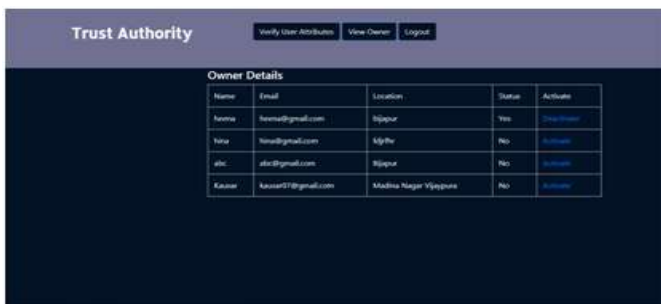 Trust Authority
Verify User Attributes View Owner Logout
Owner Details
Name Email Location Status Activate
heena heena@gmail.com bijapur Yes Deactivate
hina hina@gmail.com No Activate
abc abc@gmail.com Bijapur No Activate
Kausar kausar07@gmail.com Madina Nagar Vijaypura No Activate